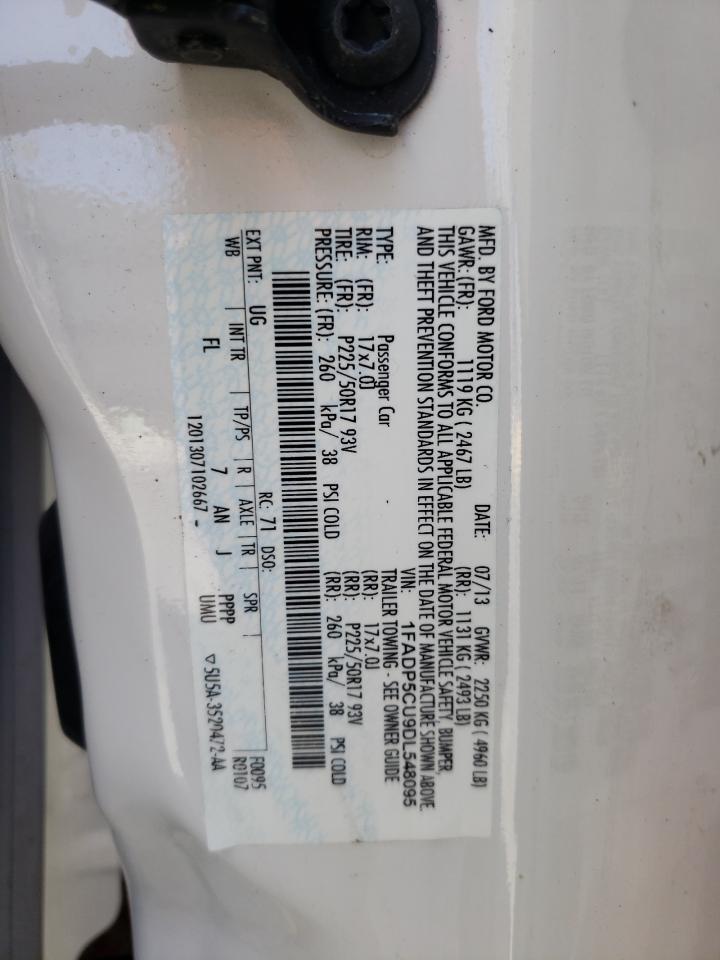 MFD. BY FORD MOTOR CO.
DATE: 07/13 GVWR: 2250 KG ( 4960 LB)
GAWR: (FR): 1119 KG ( 2467 LB) (RR): 1131 KG ( 2493 LB)
THIS VEHICLE CONFORMS TO ALL APPLICABLE FEDERAL MOTOR VEHICLE SAFETY, BUMPER,
AND THEFT PREVENTION STANDARDS IN EFFECT ON THE DATE OF MANUFACTURE SHOWN ABOVE.
VIN: 1FADP5CU9DL548095
TYPE: Passenger Car TRAILER TOWING - SEE OWNER GUIDE
RIM: (FR): 17x7.0J (RR): 17x7.0J
TIRE: (FR): P225/50R17 93V (RR): P225/50R17 93V
PRESSURE: (FR): 260 kPa/ 38 PSI COLD (RR): 260 kPa/ 38 PSI COLD
EXT PNT: UG RC: 71 DSO: F0095
WB INT TR TP/PS R AXLE TR SPR R0107
FL 7 AN J PPPP
UMU
1201307102667 - ▽ 5U5A-3520472-AA